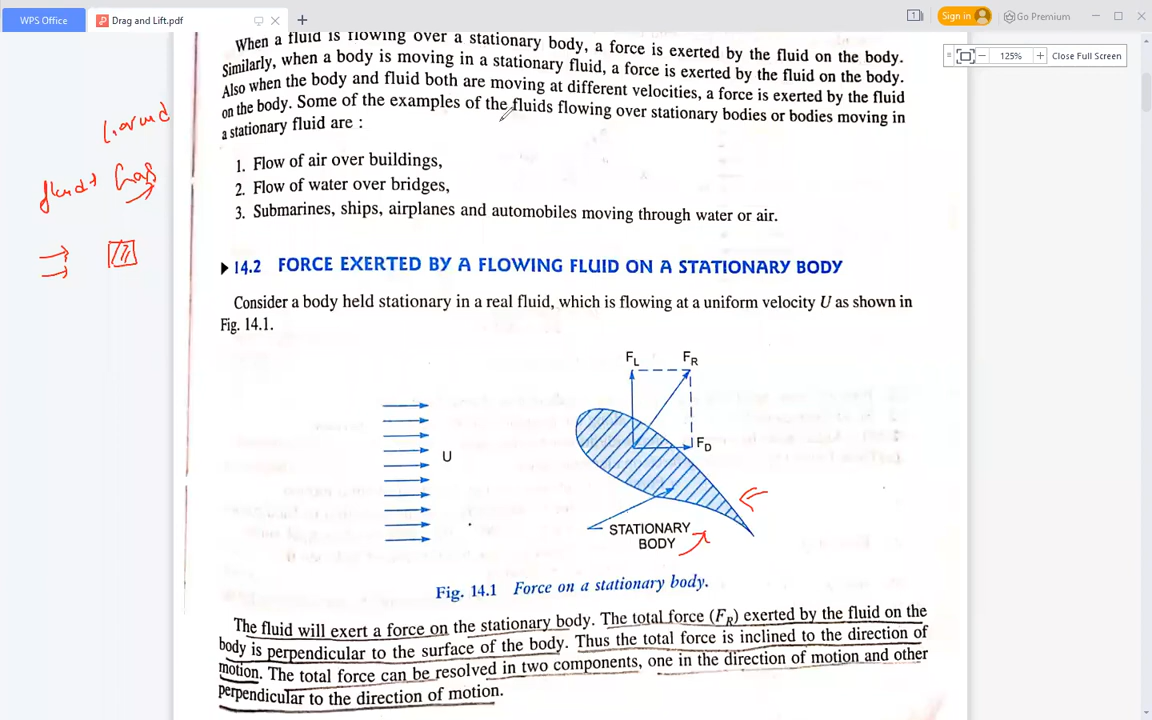 WPS Office
Drag and Lift.pdf
1
Sign in
Go Premium
125%
Close Full Screen
When a fluid is flowing over a stationary body, a force is exerted by the fluid on the body.
Similarly, when a body is moving in a stationary fluid, a force is exerted by the fluid on the body.
Also when the body and fluid both are moving at different velocities, a force is exerted by the fluid
on the body. Some of the examples of the fluids flowing over stationary bodies or bodies moving in
a stationary fluid are :
fluid
1. Flow of air over buildings,
2. Flow of water over bridges,
3. Submarines, ships, airplanes and automobiles moving through water or air.
14.2 FORCE EXERTED BY A FLOWING FLUID ON A STATIONARY BODY
Consider a body held stationary in a real fluid, which is flowing at a uniform velocity U as shown in
Fig. 14.1.
FL FR
FD
U
STATIONARY
BODY
Fig. 14.1 Force on a stationary body.
The fluid will exert a force on the stationary body. The total force (FR) exerted by the fluid on the
body is perpendicular to the surface of the body. Thus the total force is inclined to the direction of
motion. The total force can be resolved in two components, one in the direction of motion and other
perpendicular to the direction of motion.